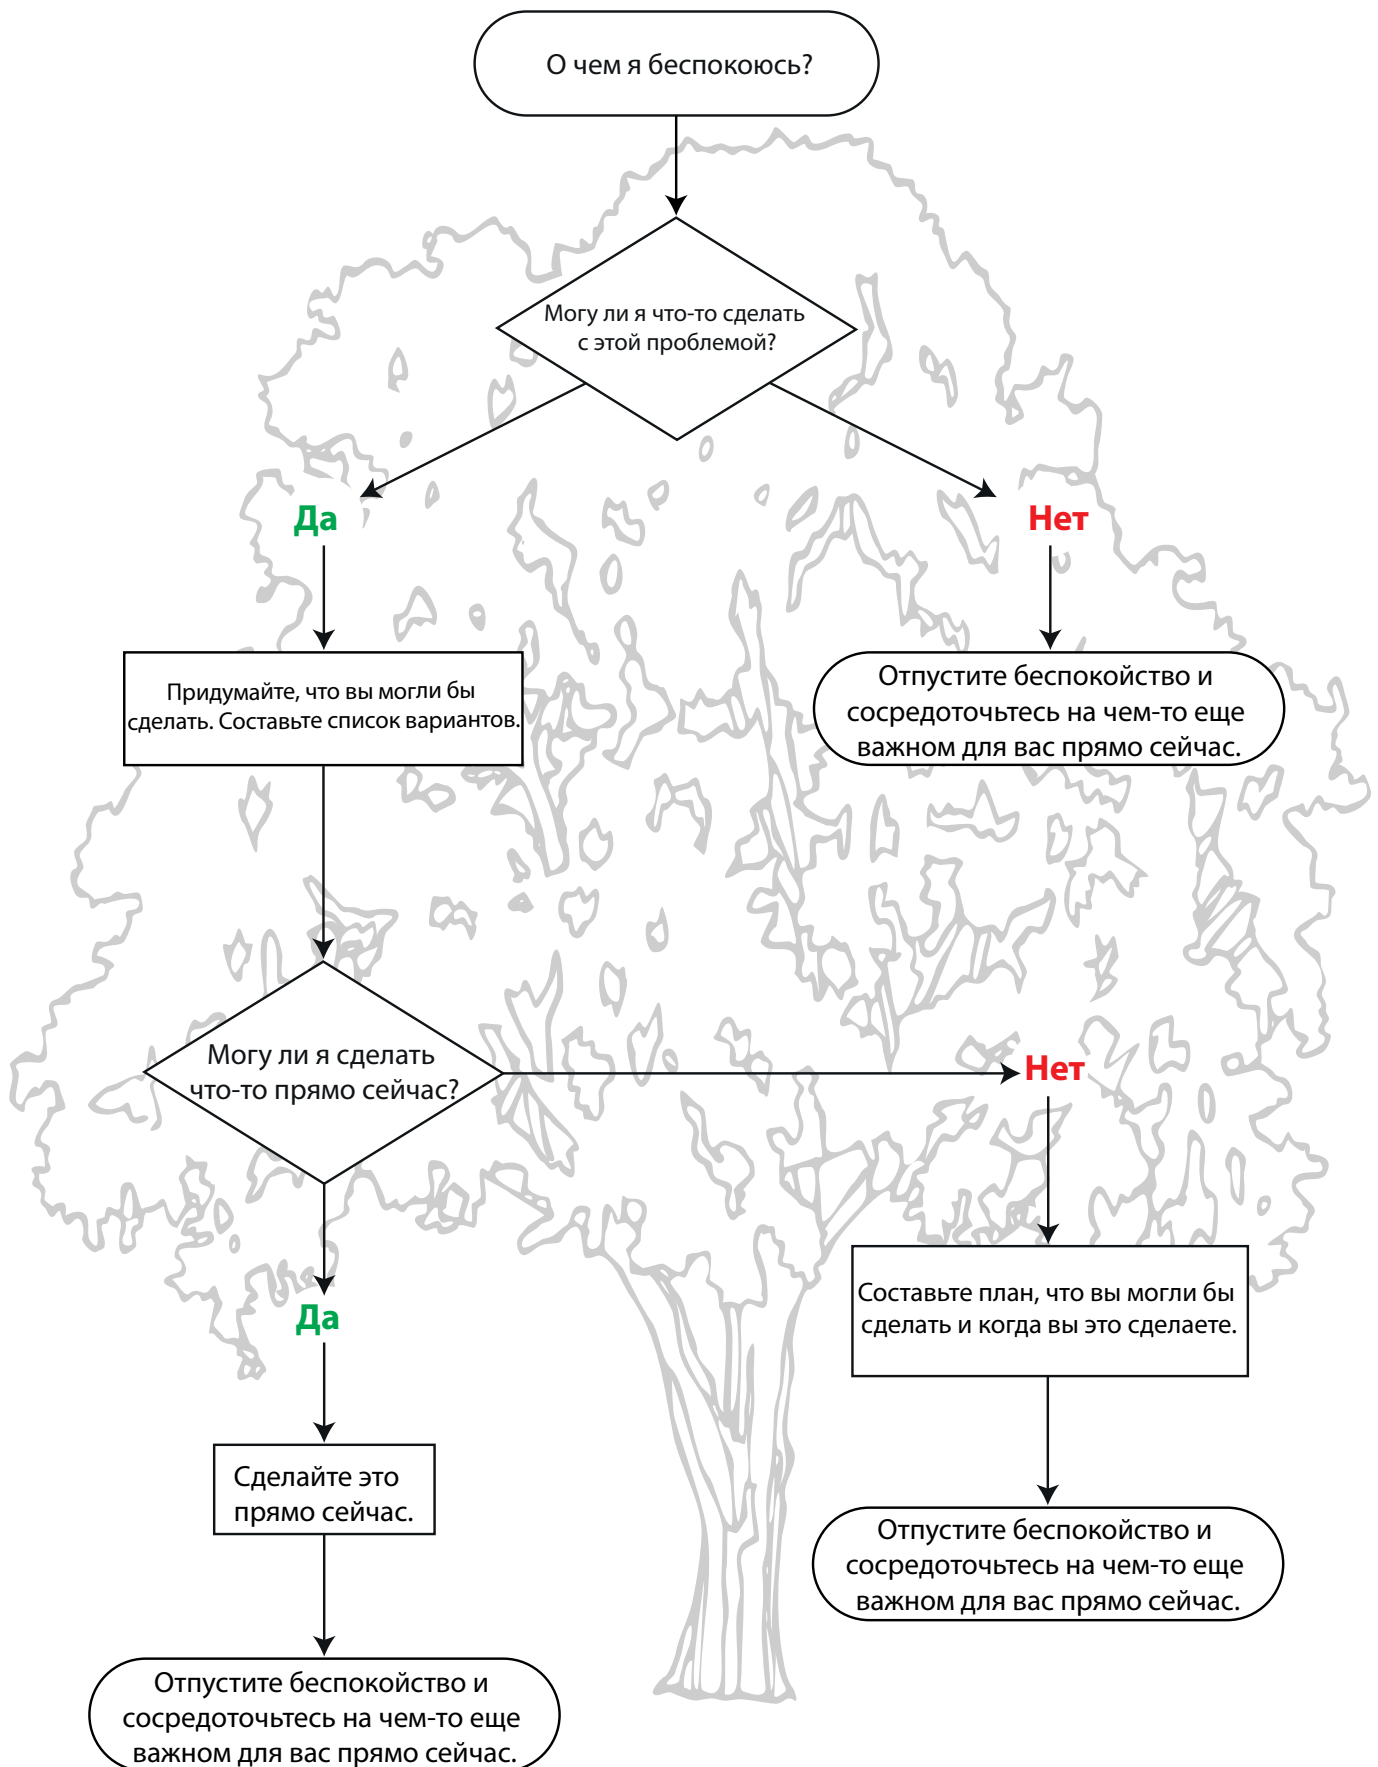 О чем я беспокоюсь?
Могу ли я что-то сделать
с этой проблемой?
Да
Нет
Придумайте, что вы могли бы
сделать. Составьте список вариантов.
Отпустите беспокойство и
сосредоточьтесь на чем-то еще
важном для вас прямо сейчас.
Могу ли я сделать
что-то прямо сейчас?
Нет
Да
Составьте план, что вы могли бы
сделать и когда вы это сделаете.
Сделайте это
прямо сейчас.
Отпустите беспокойство и
сосредоточьтесь на чем-то еще
важном для вас прямо сейчас.
Отпустите беспокойство и
сосредоточьтесь на чем-то еще
важном для вас прямо сейчас.